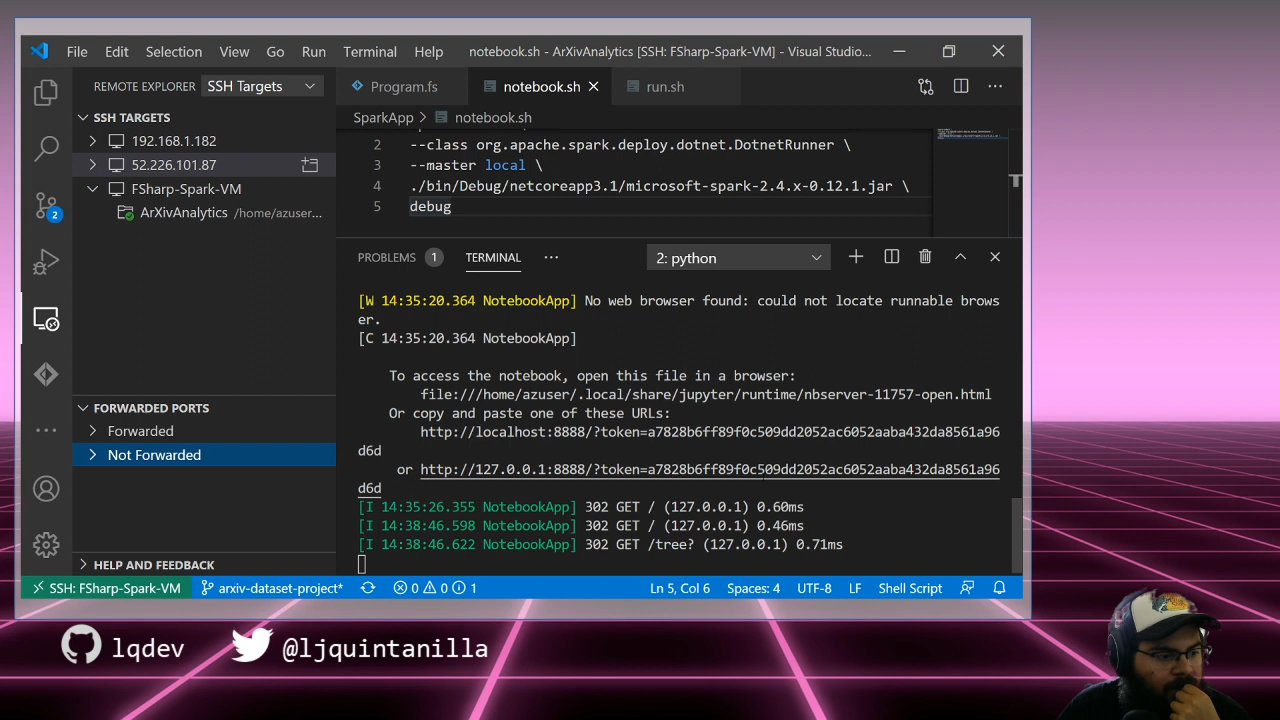 File Edit Selection View Go Run Terminal Help notebook.sh - ArXivAnalytics [SSH: FSharp-Spark-VM] - Visual Studio...
REMOTE EXPLORER SSH Targets
Program.fs notebook.sh run.sh
SSH TARGETS
SparkApp > notebook.sh
192.168.1.182
52.226.101.87
FSharp-Spark-VM
ArXivAnalytics /home/azuser...
2 --class org.apache.spark.deploy.dotnet.DotnetRunner \
3 --master local \
4 ./bin/Debug/netcoreapp3.1/microsoft-spark-2.4.x-0.12.1.jar \
5 debug
2
PROBLEMS 1 TERMINAL ... 2: python
[W 14:35:20.364 NotebookApp] No web browser found: could not locate runnable brows
er.
[C 14:35:20.364 NotebookApp]
To access the notebook, open this file in a browser:
file:///home/azuser/.local/share/jupyter/runtime/nbserver-11757-open.html
Or copy and paste one of these URLs:
http://localhost:8888/?token=a7828b6ff89f0c509dd2052ac6052aaba432da8561a96
d6d
or http://127.0.0.1:8888/?token=a7828b6ff89f0c509dd2052ac6052aaba432da8561a96
d6d
[I 14:35:26.355 NotebookApp] 302 GET / (127.0.0.1) 0.60ms
[I 14:38:46.598 NotebookApp] 302 GET / (127.0.0.1) 0.46ms
[I 14:38:46.622 NotebookApp] 302 GET /tree? (127.0.0.1) 0.71ms
FORWARDED PORTS
Forwarded
Not Forwarded
HELP AND FEEDBACK
SSH: FSharp-Spark-VM arxiv-dataset-project* 0 0 1 Ln 5, Col 6 Spaces: 4 UTF-8 LF Shell Script
lqdev @ljquintanilla